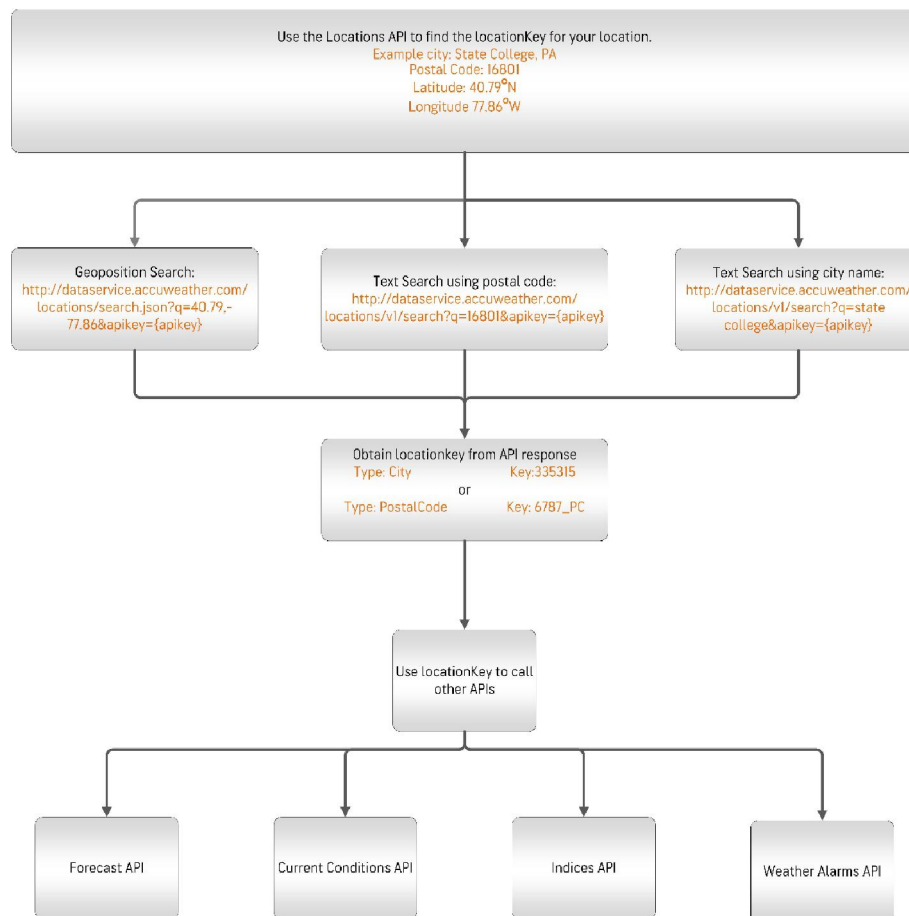 Use the Locations API to find the locationKey for your location.
Example city: State College, PA
Postal Code: 16801
Latitude: 40.79°N
Longitude 77.86°W
Geoposition Search:
http://dataservice.accuweather.com/
locations/search.json?q=40.79,-
77.86&apikey={apikey}
Text Search using postal code:
http://dataservice.accuweather.com/
locations/v1/search?q=16801&apikey={apikey}
Text Search using city name:
http://dataservice.accuweather.com/
locations/v1/search?q=state
college&apikey={apikey}
Obtain locationkey from API response
Type: City Key:335315
or
Type: PostalCode Key: 6787_PC
Use locationKey to call
other APIs
Forecast API
Current Conditions API
Indices API
Weather Alarms API